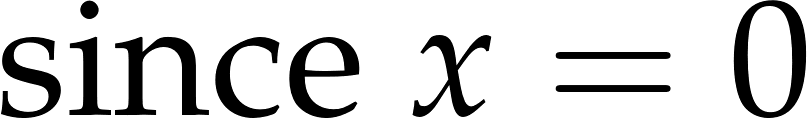 since x = 0